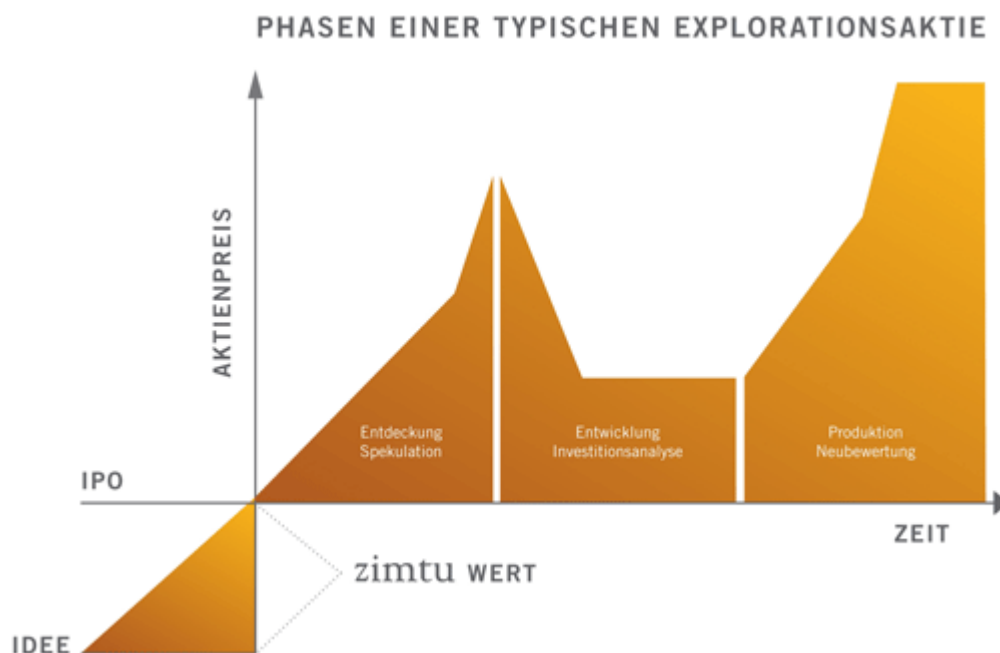 PHASEN EINER TYPISCHEN EXPLORATIONSAKTIE
AKTIENPREIS
Entdeckung
Spekulation
Entwicklung
Investitionsanalyse
Produktion
Neubewertung
IPO
ZEIT
zimtu WERT
IDEE